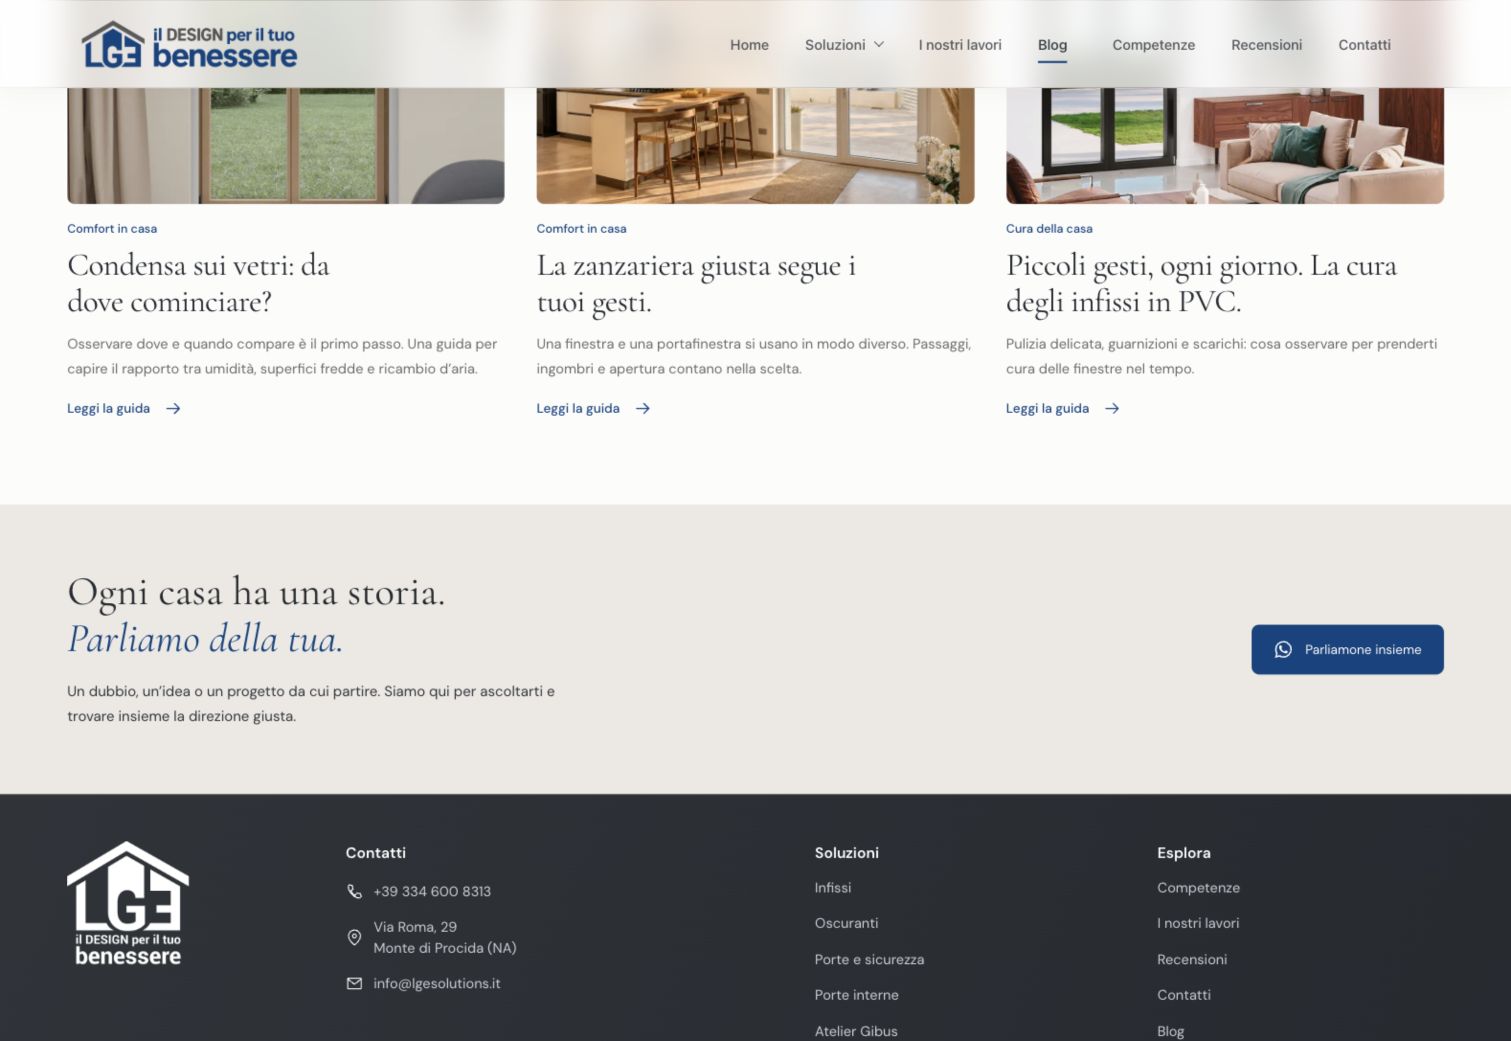 LGE il DESIGN per il tuo
benessere
Home
Soluzioni
I nostri lavori
Blog
Competenze
Recensioni
Contatti
Comfort in casa
Condensa sui vetri: da
dove cominciare?
Osservare dove e quando compare è il primo passo. Una guida per
capire il rapporto tra umidità, superfici fredde e ricambio d’aria.
Leggi la guida
Comfort in casa
La zanzariera giusta segue i
tuoi gesti.
Una finestra e una portafinestra si usano in modo diverso. Passaggi,
ingombri e apertura contano nella scelta.
Leggi la guida
Cura della casa
Piccoli gesti, ogni giorno. La cura
degli infissi in PVC.
Pulizia delicata, guarnizioni e scarichi: cosa osservare per prenderti
cura delle finestre nel tempo.
Leggi la guida
Ogni casa ha una storia.
Parliamo della tua.
Un dubbio, un’idea o un progetto da cui partire. Siamo qui per ascoltarti e
trovare insieme la direzione giusta.
Parliamone insieme
LGE
il DESIGN per il tuo
benessere
Contatti
+39 334 600 8313
Via Roma, 29
Monte di Procida (NA)
info@lgesolutions.it
Soluzioni
Infissi
Oscuranti
Porte e sicurezza
Porte interne
Atelier Gibus
Esplora
Competenze
I nostri lavori
Recensioni
Contatti
Blog